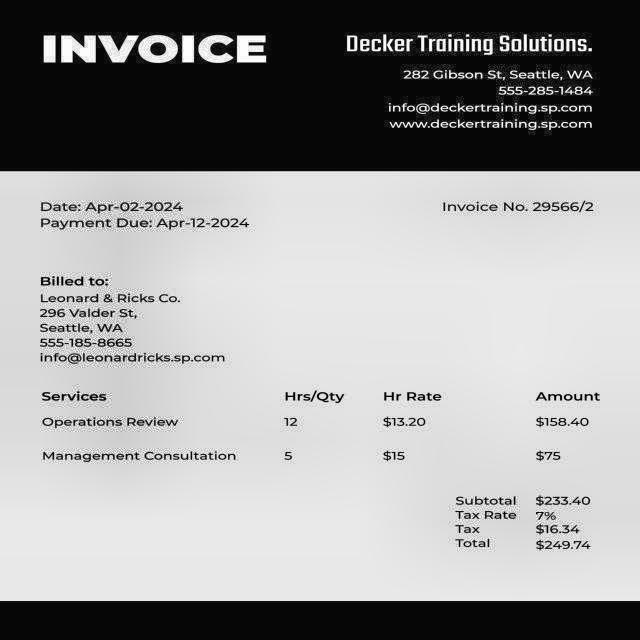 INVOICE
Decker Training Solutions.
282 Gibson St, Seattle, WA
555-285-1484
info@deckertraining.sp.com
www.deckertraining.sp.com
Date: Apr-02-2024
Invoice No. 29566/2
Payment Due: Apr-12-2024
Billed to:
Leonard & Ricks Co.
296 Valder St,
Seattle, WA
555-185-8665
info@leonardricks.sp.com
Services Hrs/Qty Hr Rate Amount
Operations Review 12 $13.20 $158.40
Management Consultation 5 $15 $75
Subtotal $233.40
Tax Rate 7%
Tax $16.34
Total $249.74